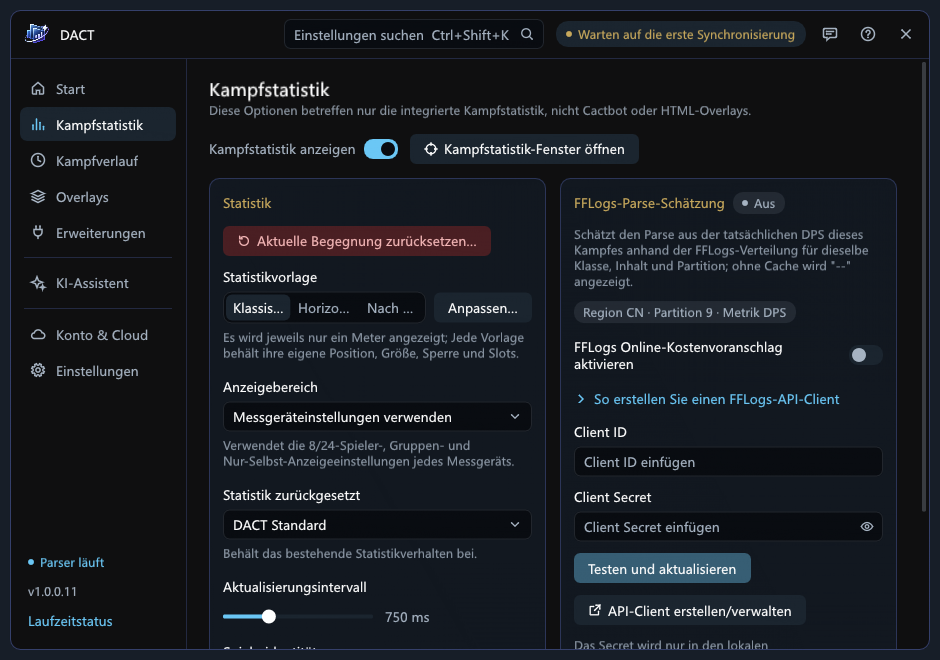 DACT
Einstellungen suchen Ctrl+Shift+K
Warten auf die erste Synchronisierung
Start
Kampfstatistik
Kampfverlauf
Overlays
Erweiterungen
KI-Assistent
Konto & Cloud
Einstellungen
Parser läuft
v1.0.0.11
Laufzeitstatus
Kampfstatistik
Diese Optionen betreffen nur die integrierte Kampfstatistik, nicht Cactbot oder HTML-Overlays.
Kampfstatistik anzeigen
Kampfstatistik-Fenster öffnen
Statistik
Aktuelle Begegnung zurücksetzen...
Statistikvorlage
Klassis... Horizo... Nach ... Anpassen...
Es wird jeweils nur ein Meter angezeigt; Jede Vorlage
behält ihre eigene Position, Größe, Sperre und Slots.
Anzeigebereich
Messgeräteinstellungen verwenden
Verwendet die 8/24-Spieler-, Gruppen- und
Nur-Selbst-Anzeigeeinstellungen jedes Messgeräts.
Statistik zurückgesetzt
DACT Standard
Behält das bestehende Statistikverhalten bei.
Aktualisierungsintervall
750 ms
FFLogs-Parse-Schätzung
Aus
Schätzt den Parse aus der tatsächlichen DPS dieses
Kampfes anhand der FFLogs-Verteilung für dieselbe
Klasse, Inhalt und Partition; ohne Cache wird "--"
angezeigt.
Region CN · Partition 9 · Metrik DPS
FFLogs Online-Kostenvoranschlag
aktivieren
So erstellen Sie einen FFLogs-API-Client
Client ID
Client ID einfügen
Client Secret
Client Secret einfügen
Testen und aktualisieren
API-Client erstellen/verwalten
Das Secret wird nur in den lokalen